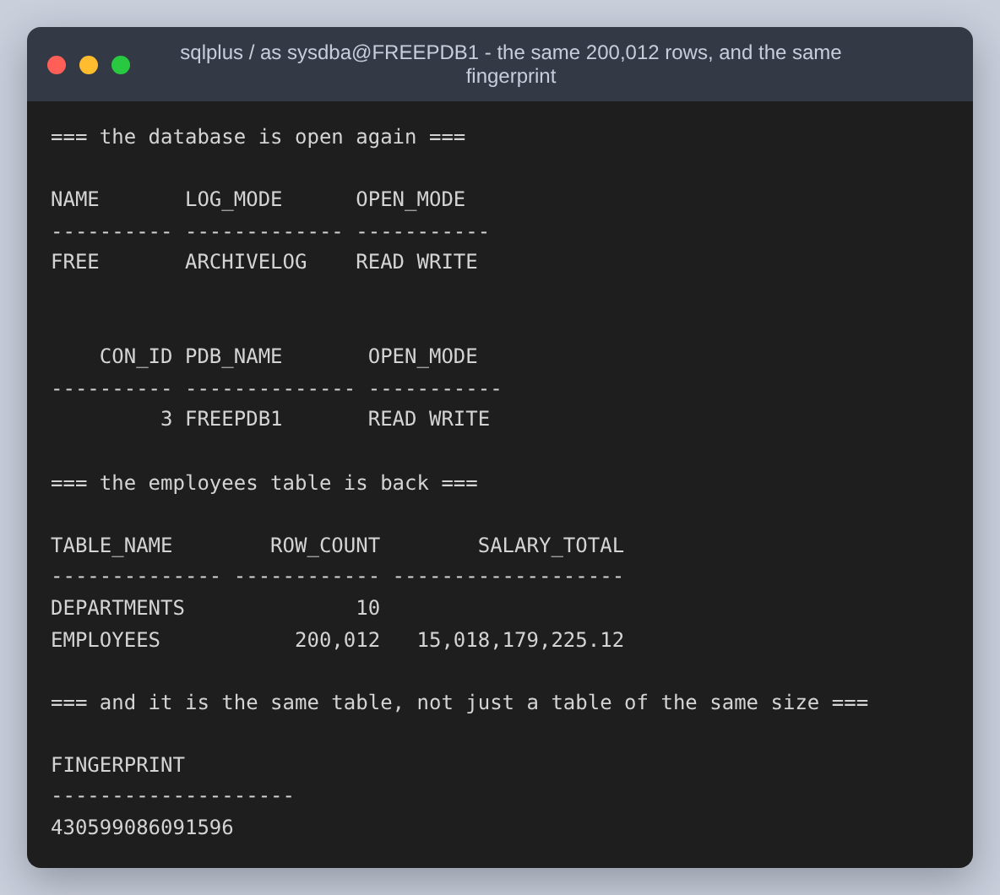 sqlplus / as sysdba@FREEPDB1 - the same 200,012 rows, and the same
fingerprint
=== the database is open again ===
NAME       LOG_MODE      OPEN_MODE
---------- ------------- -----------
FREE       ARCHIVELOG    READ WRITE
    CON_ID PDB_NAME       OPEN_MODE
---------- -------------- -----------
         3 FREEPDB1       READ WRITE
=== the employees table is back ===
TABLE_NAME        ROW_COUNT        SALARY_TOTAL
-------------- ------------ -------------------
DEPARTMENTS              10
EMPLOYEES           200,012   15,018,179,225.12
=== and it is the same table, not just a table of the same size ===
FINGERPRINT
--------------------
430599086091596